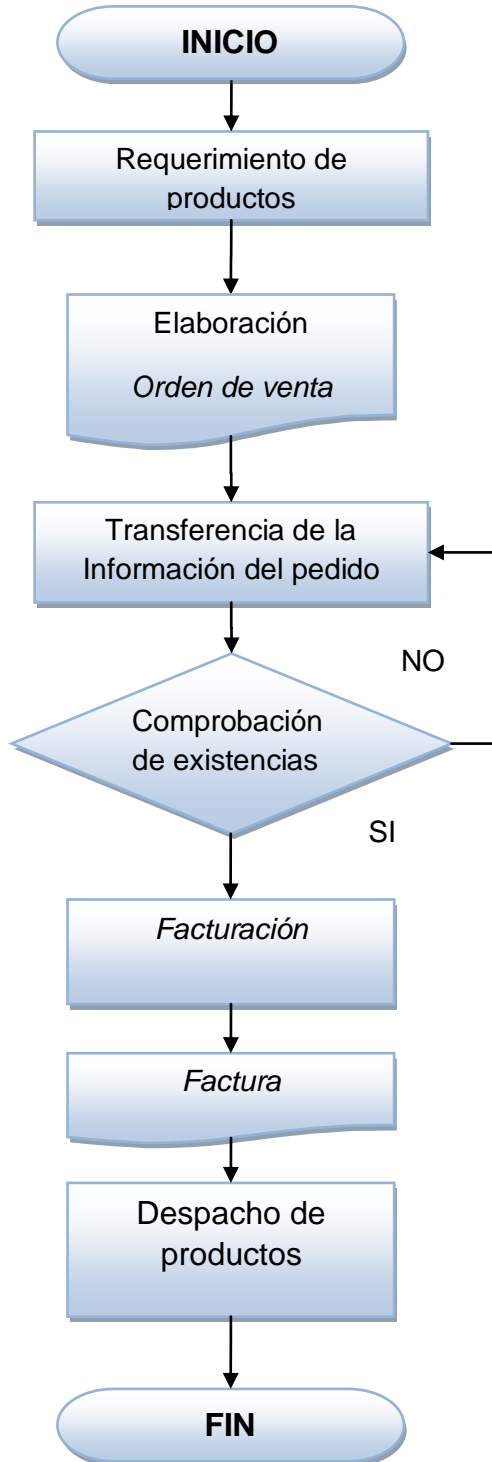 INICIO
Requerimiento de
productos
Elaboración
Orden de venta
Transferencia de la
Información del pedido
NO
Comprobación
de existencias
SI
Facturación
Factura
Despacho de
productos
FIN